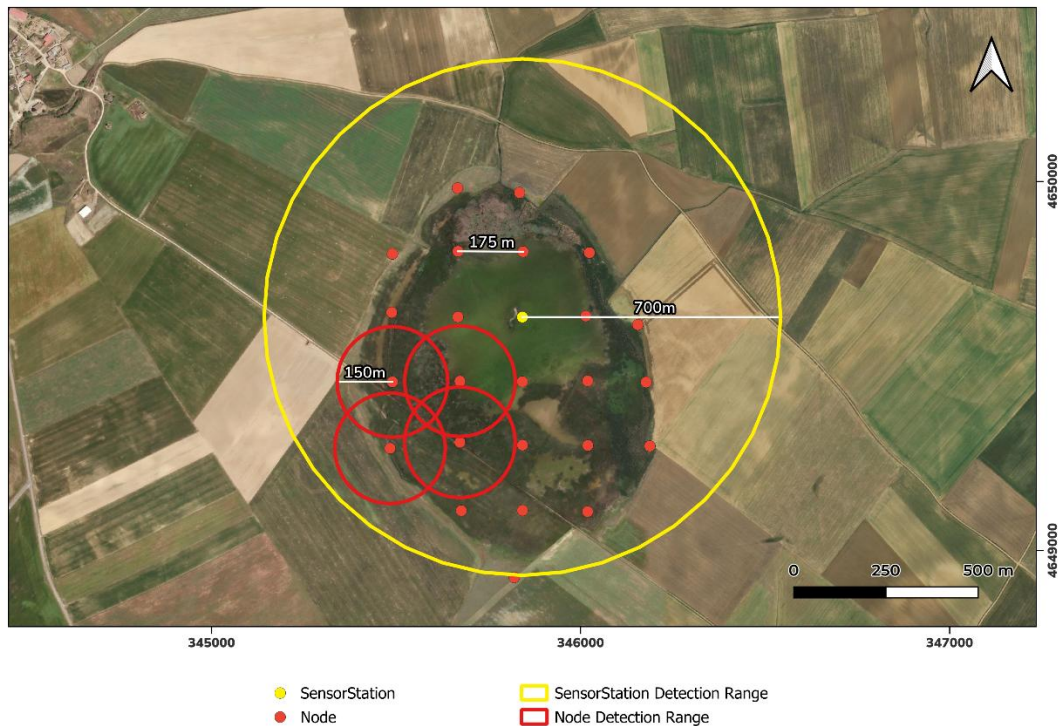 4650000
175 m
700m
150m
4649000
0 250 500 m
345000 346000 347000
SensorStation SensorStation Detection Range
Node Node Detection Range